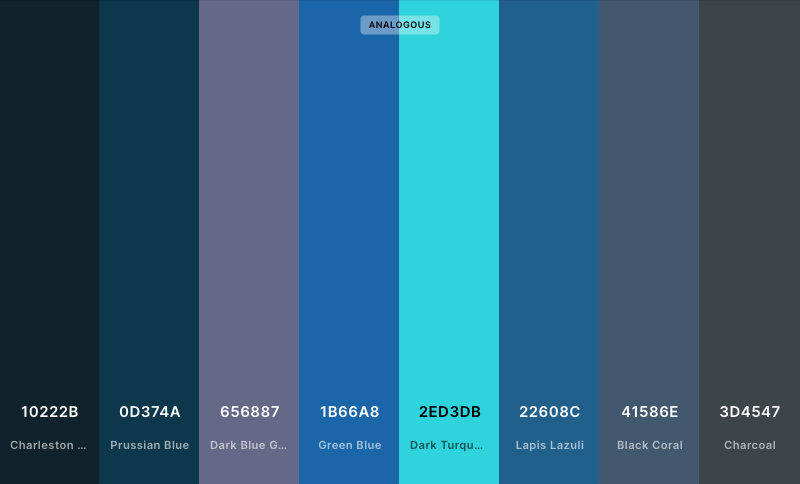 ANALOGOUS
10222B
0D374A
656887
1B66A8
2ED3DB
22608C
41586E
3D4547
Charleston ...
Prussian Blue
Dark Blue G...
Green Blue
Dark Turqu...
Lapis Lazuli
Black Coral
Charcoal